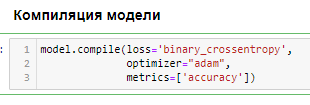 Компиляция модели
:
1 model.compile(loss='binary_crossentropy',
2 optimizer="adam",
3 metrics=['accuracy'])